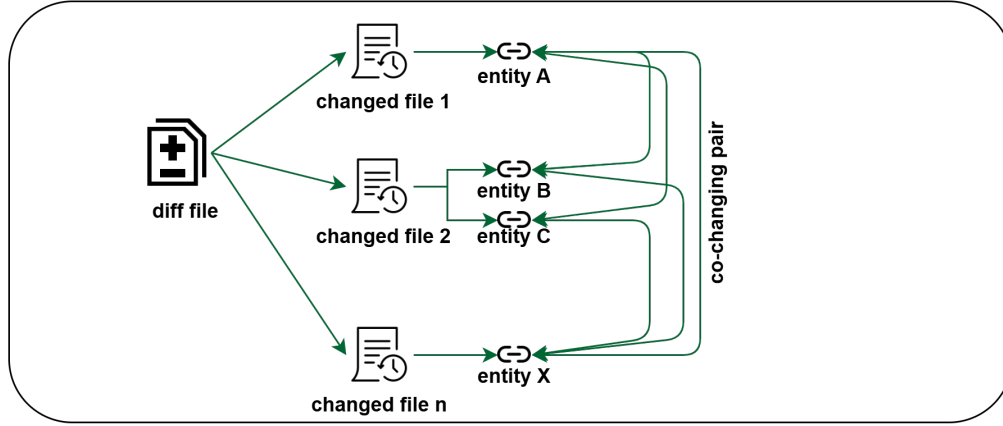 changed file 1
entity A
diff file
changed file 2
entity B
entity C
co-changing pair
changed file n
entity X